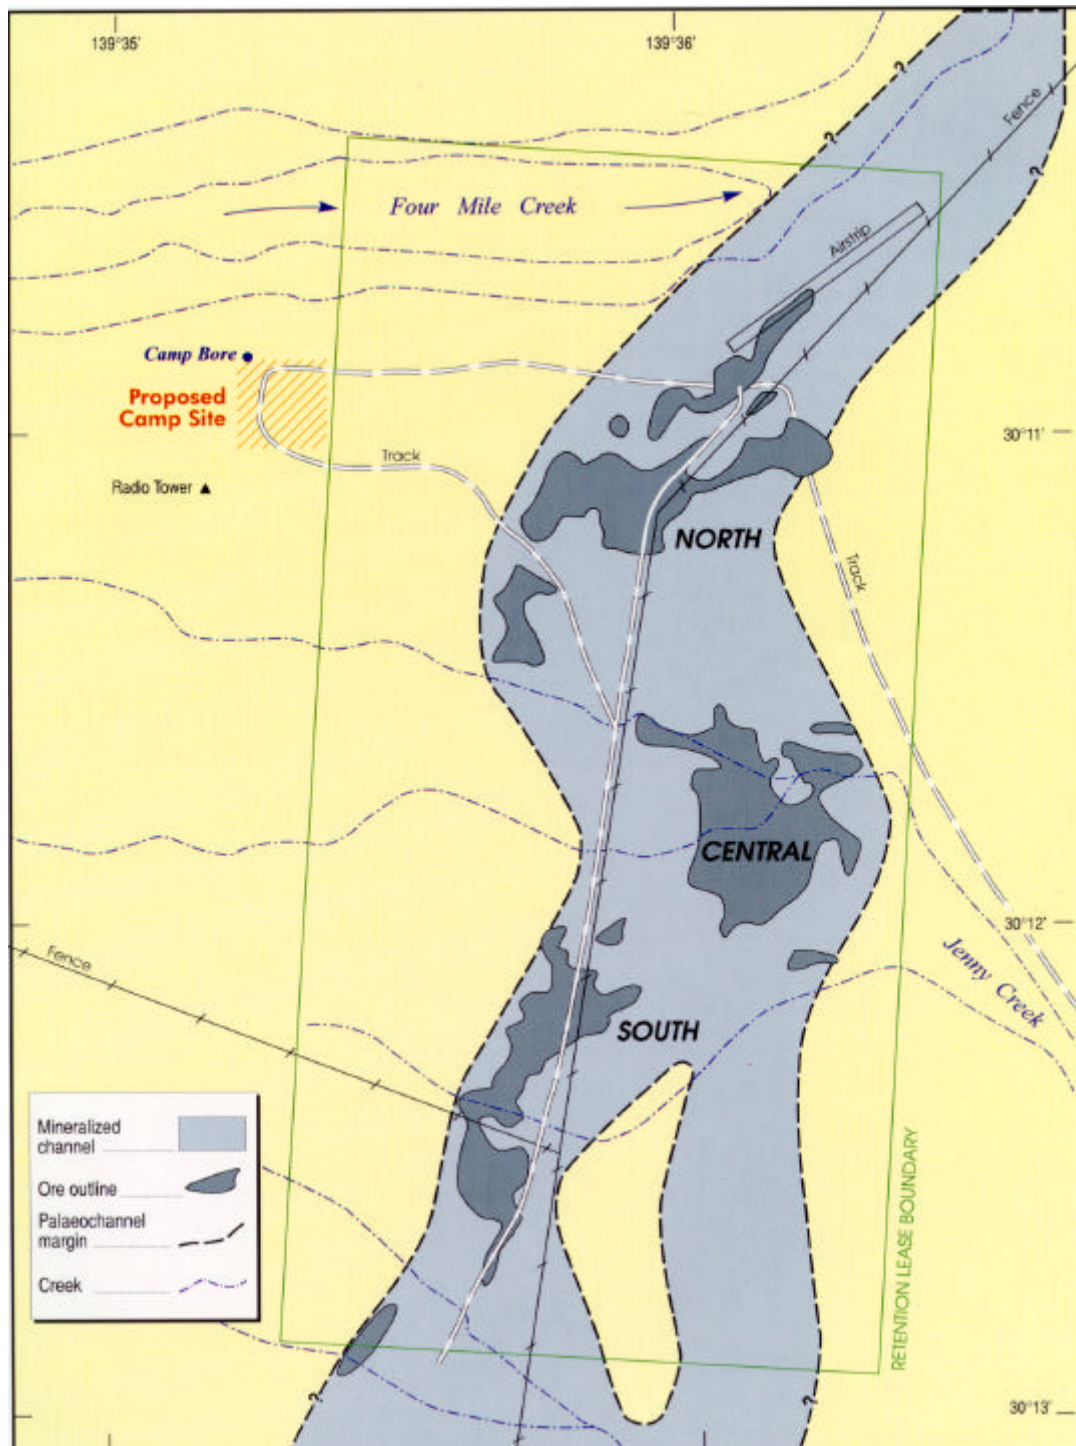 139°35'
139°36'
?
Fence
?
?
Four Mile Creek
Airstrip
Camp Bore
Proposed
Camp Site
30°11'
Track
Radio Tower
NORTH
Track
CENTRAL
30°12'
Fence
Jenny Creek
SOUTH
Mineralized
channel
Ore outline
Palaeochannel
margin
Creek
RETENTION LEASE BOUNDARY
?
?
30°13'